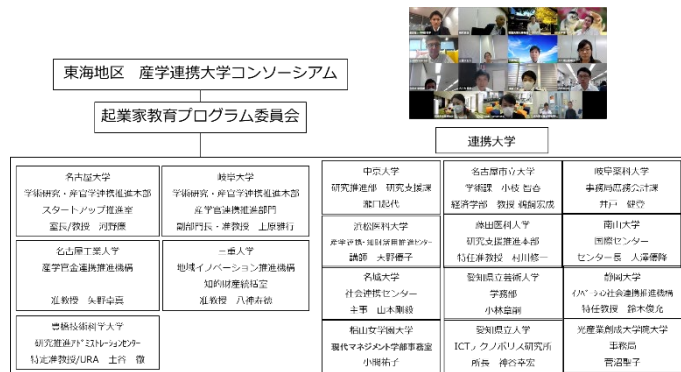 東海地区 産学連携大学コンソーシアム
起業家教育プログラム委員会
連携大学
名古屋大学
学術研究・産官学連携推進本部
スタートアップ推進室
室長/教授 河野廉
岐阜大学
学術研究・産官学連携推進本部
産学官連携推進部門
副部門長・准教授 上原雅行
名古屋工業大学
産学官金連携推進機構
准教授 矢野卓真
三重大学
地域イノベーション推進機構
知的財産統括室
准教授 八神寿徳
豊橋技術科学大学
研究推進アドミニストレーションセンター
特定准教授/URA 土谷 徹
中京大学
研究推進部 研究支援課
瀧口記代
名古屋市立大学
学術課 小枝 智春
経済学部 教授 鵜飼宏成
岐阜薬科大学
事務局庶務会計課
井戸 健登
浜松医科大学
産学連携・知財活用推進センター
講師 大野優子
藤田医科大学
研究支援推進本部
特任教授 村川修一
南山大学
国際センター
センター長 人澤優隆
名城大学
社会連携センター
主事 山本剛毅
愛知県立芸術大学
学務部
小林章嗣
静岡大学
イノベーション社会連携推進機構
特任教授 鈴木俊充
椙山女学園大学
現代マネジメント学部事務室
小関祐子
愛知県立大学
ICTテクノポリス研究所
所長 神谷幸宏
光産業創成大学院大学
事務局
菅沼聖子